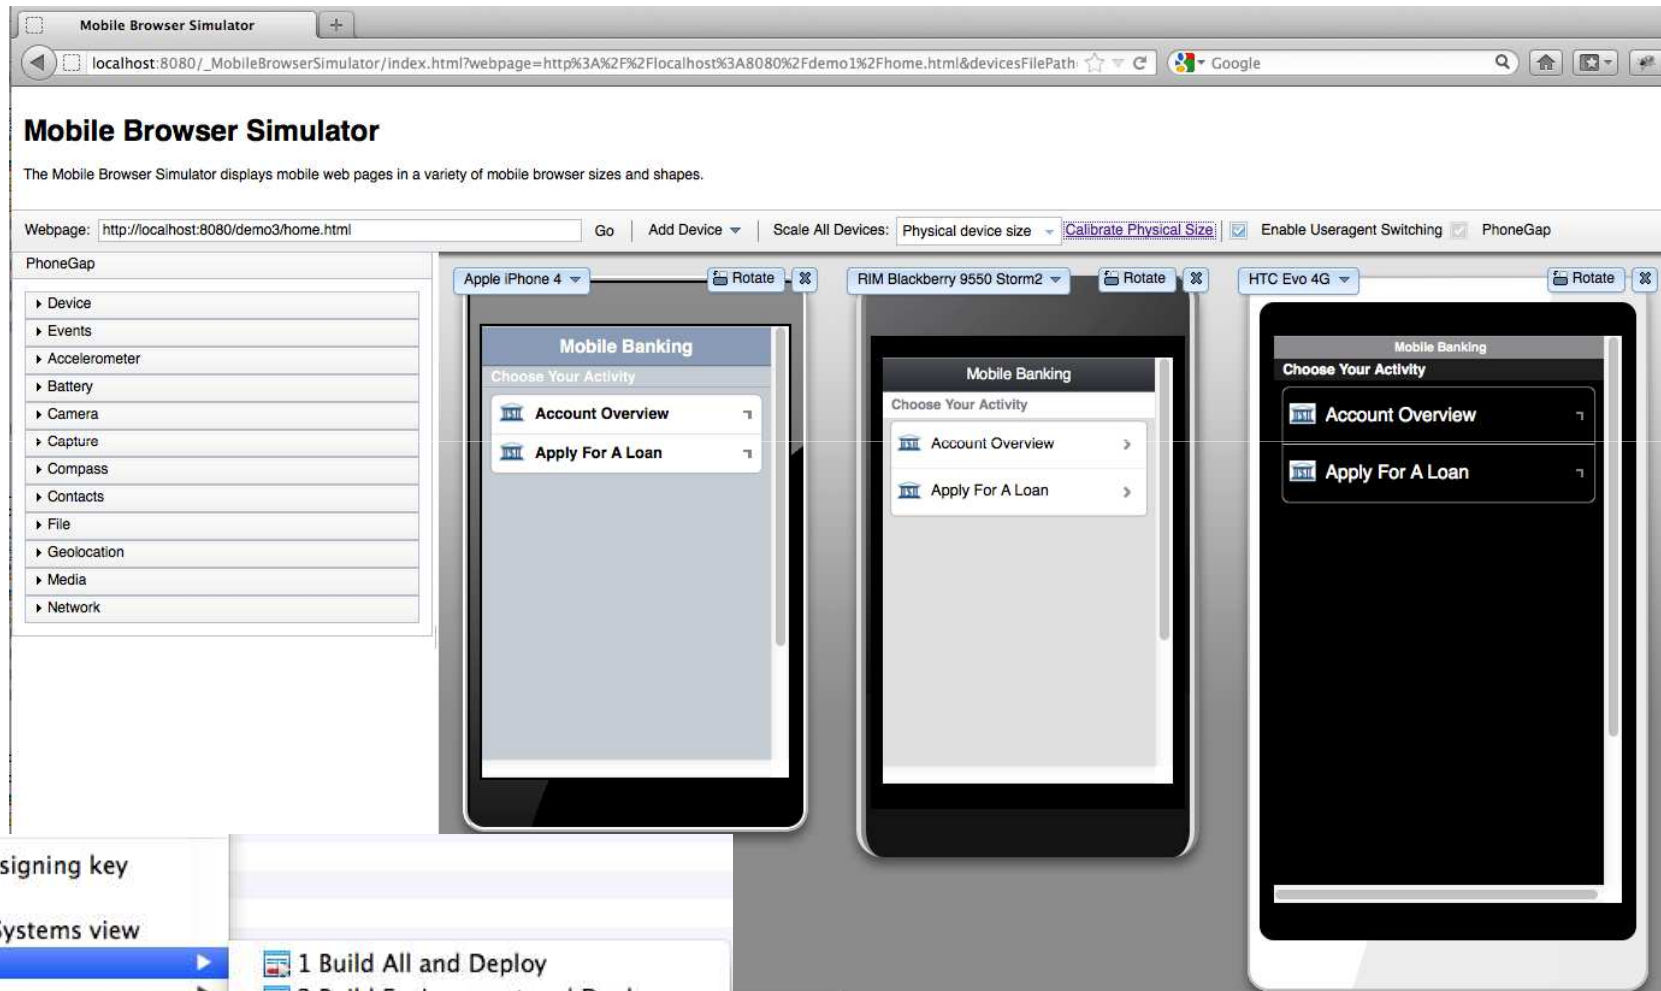 Mobile Browser Simulator
localhost:8080/_MobileBrowserSimulator/index.html?webpage=http%3A%2F%2Flocalhost%3A8080%2Fdemo1%2Fhome.html&devicesFilePath
Google
Mobile Browser Simulator
The Mobile Browser Simulator displays mobile web pages in a variety of mobile browser sizes and shapes.
Webpage: http://localhost:8080/demo3/home.html Go Add Device Scale All Devices: Physical device size Calibrate Physical Size Enable Useragent Switching PhoneGap
PhoneGap
Device
Events
Accelerometer
Battery
Camera
Capture
Compass
Contacts
File
Geolocation
Media
Network
Apple iPhone 4 Rotate
Mobile Banking
Choose Your Activity
Account Overview
Apply For A Loan
RIM Blackberry 9550 Storm2 Rotate
Mobile Banking
Choose Your Activity
Account Overview
Apply For A Loan
HTC Evo 4G Rotate
Mobile Banking
Choose Your Activity
Account Overview
Apply For A Loan
signing key
Systems view
1 Build All and Deploy